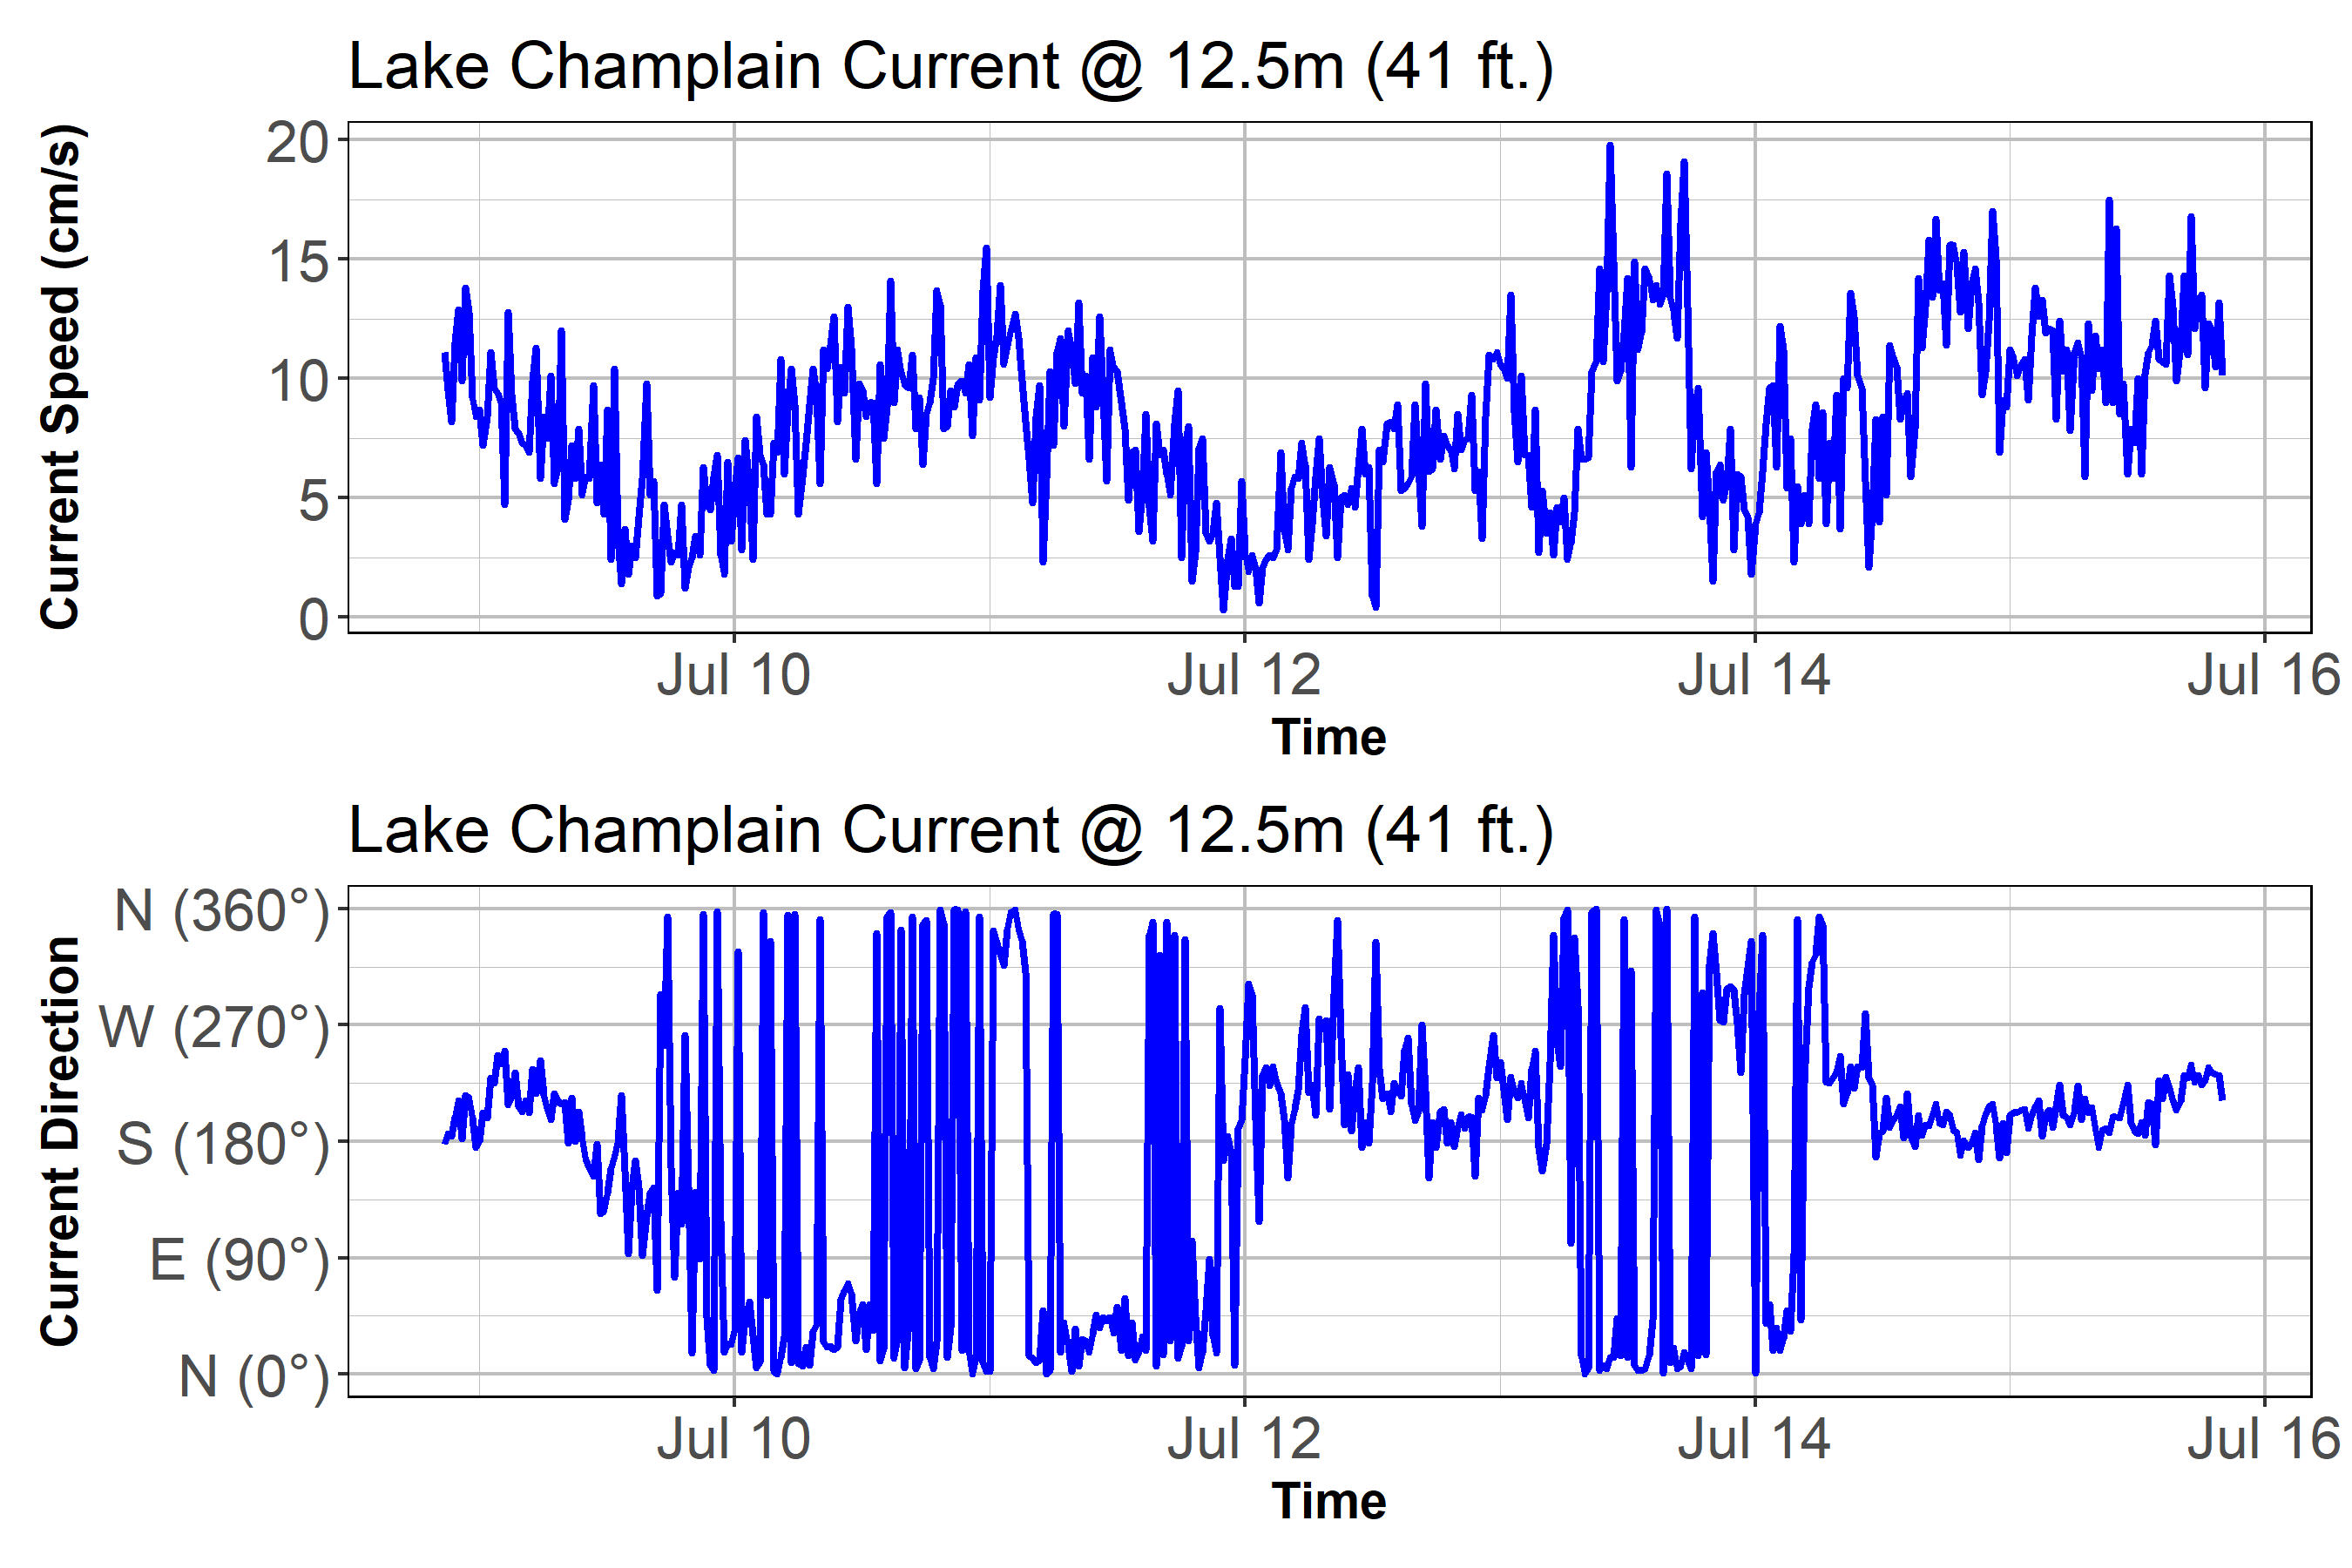 Lake Champlain Current @ 12.5m (41 ft.)
Current Speed (cm/s)
20
15
10
5
0
Jul 10 Jul 12 Jul 14 Jul 16
Time
Lake Champlain Current @ 12.5m (41 ft.)
Current Direction
N (360°)
W (270°)
S (180°)
E (90°)
N (0°)
Jul 10 Jul 12 Jul 14 Jul 16
Time